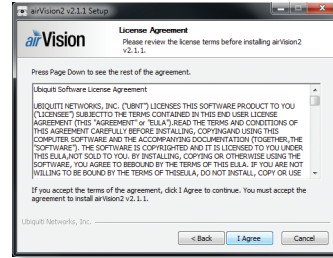 airVision2 v2.1.1 Setup
airVision
License Agreement
Please review the license terms before installing airVision2
v2.1.1.
Press Page Down to see the rest of the agreement.
Ubiquiti Software License Agreement
UBIQUITI NETWORKS, INC. ("UBNT") LICENSES THIS SOFTWARE PRODUCT TO YOU
("LICENSEE") SUBJECTTO THE TERMS CONTAINED IN THIS END USER LICENSE
AGREEMENT (THIS "AGREEMENT" or "EULA").READ THE TERMS AND CONDITIONS OF
THIS AGREEMENT CAREFULLY BEFORE INSTALLING, COPYINGAND USING THIS
COMPUTER SOFTWARE AND THE ACCOMPANYING DOCUMENTATION (TOGETHER,THE
"SOFTWARE"). THE SOFTWARE IS COPYRIGHTED AND IT IS LICENSED TO YOU UNDER
THIS EULA,NOT SOLD TO YOU. BY INSTALLING, COPYING OR OTHERWISE USING THE
SOFTWARE, YOU AGREE TO BEBOUND BY THE TERMS OF THIS EULA. IF YOU ARE NOT
WILLING TO BE BOUND BY THE TERMS OF THISEULA, DO NOT INSTALL, COPY OR USE
If you accept the terms of the agreement, click I Agree to continue. You must accept the
agreement to install airVision2 v2.1.1.
Ubiquiti Networks, Inc.
< Back
I Agree
Cancel